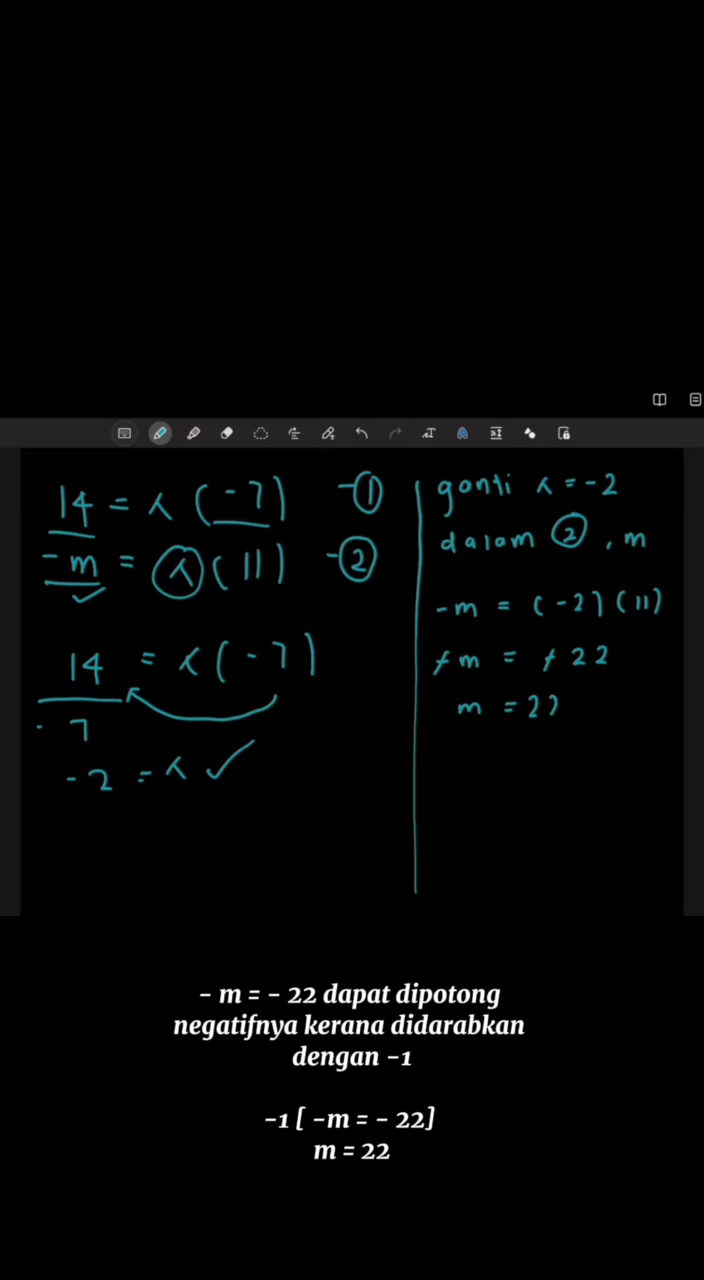 14 = λ (-7) -①
-m = λ (11) -②
14 = λ (-7)
-7
-2 = λ ✓
ganti λ = -2
dalam ②, m
-m = (-2) (11)
-m = -22
m = 22
- m = - 22 dapat dipotong
negatifnya kerana didarabkan
dengan -1
-1 [ -m = - 22]
m = 22